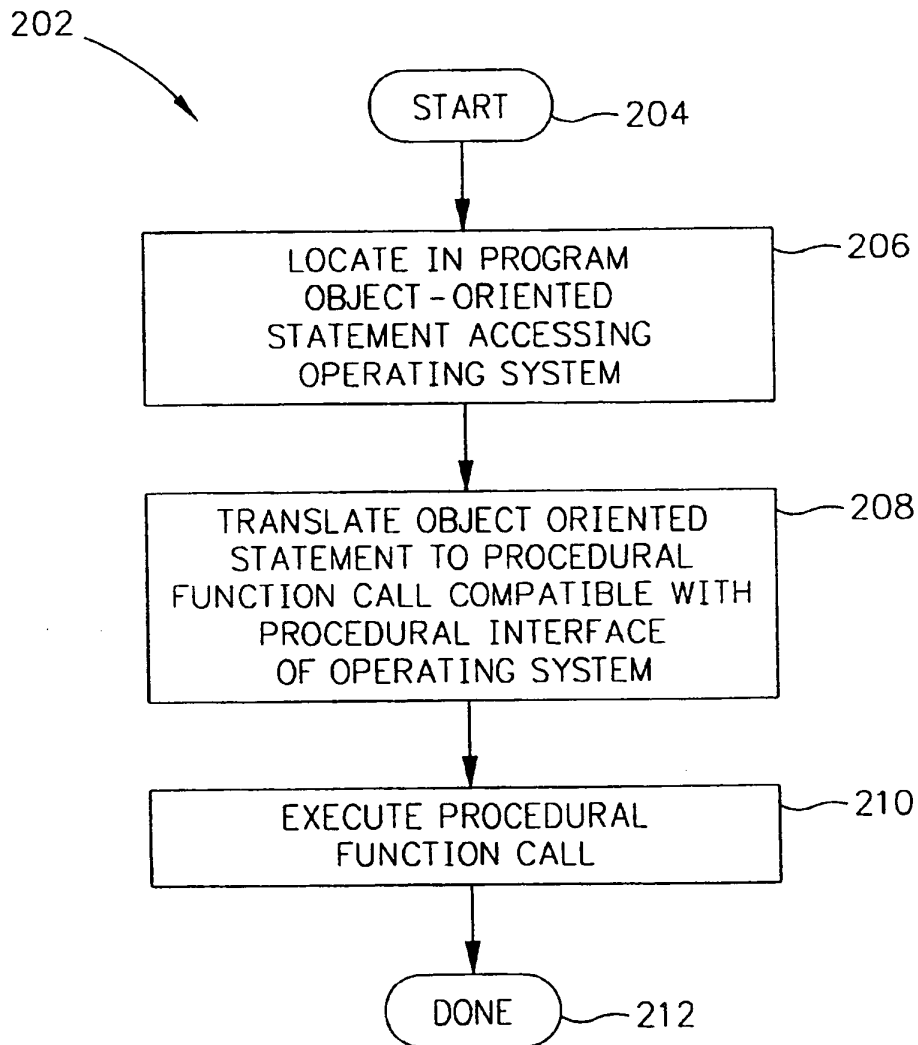 202
START
204
LOCATE IN PROGRAM
OBJECT-ORIENTED
STATEMENT ACCESSING
OPERATING SYSTEM
206
TRANSLATE OBJECT ORIENTED
STATEMENT TO PROCEDURAL
FUNCTION CALL COMPATIBLE WITH
PROCEDURAL INTERFACE
OF OPERATING SYSTEM
208
EXECUTE PROCEDURAL
FUNCTION CALL
210
DONE
212